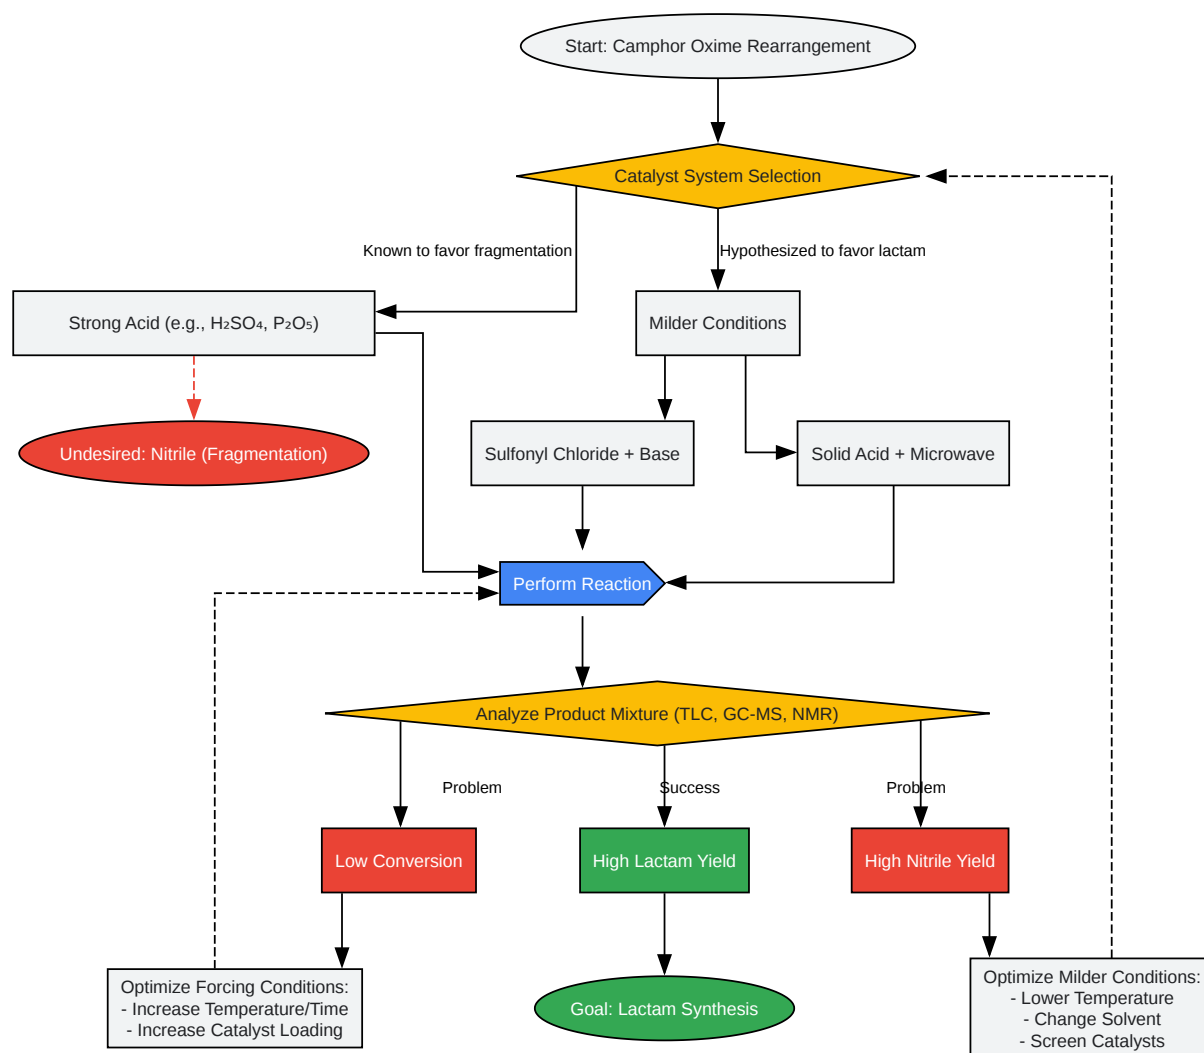 Start: Camphor Oxime Rearrangement
Catalyst System Selection
Known to favor fragmentation
Hypothesized to favor lactam
Strong Acid (e.g., H₂SO₄, P₂O₅)
Milder Conditions
Undesired: Nitrile (Fragmentation)
Sulfonyl Chloride + Base
Solid Acid + Microwave
Perform Reaction
Analyze Product Mixture (TLC, GC-MS, NMR)
Problem
Success
Problem
Low Conversion
High Lactam Yield
High Nitrile Yield
Optimize Forcing Conditions:
- Increase Temperature/Time
- Increase Catalyst Loading
Goal: Lactam Synthesis
Optimize Milder Conditions:
- Lower Temperature
- Change Solvent
- Screen Catalysts